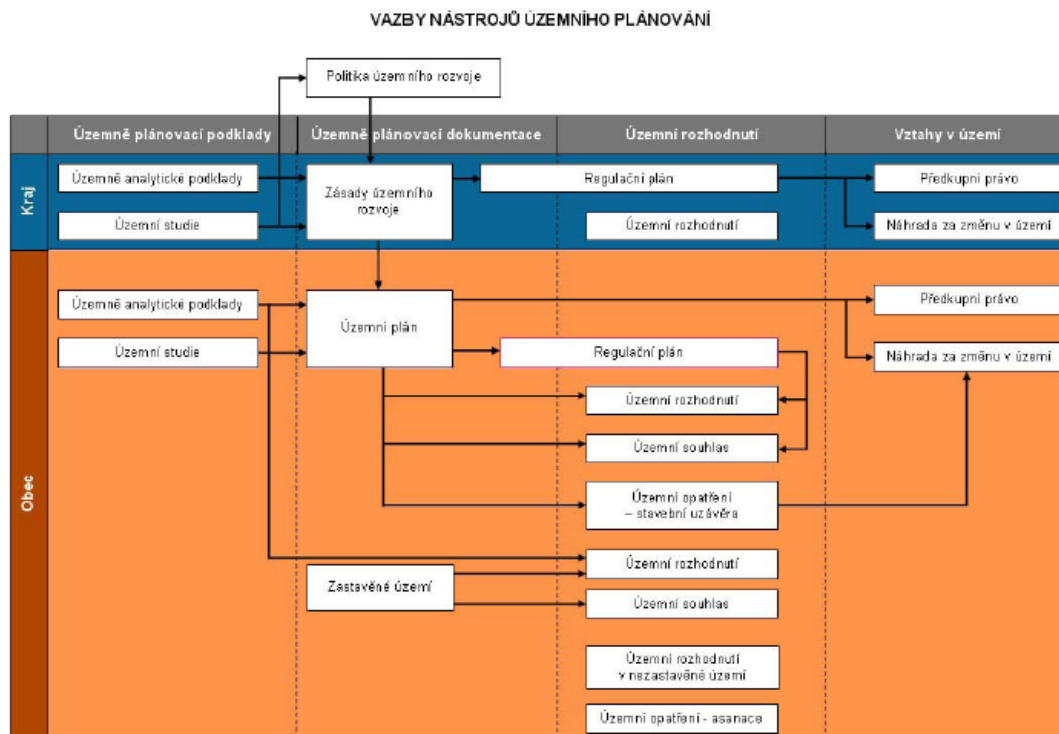 VAZBY NÁSTROJŮ ÚZEMNÍHO PLÁNOVÁNÍ
Politika územního rozvoje
Územně plánovací podklady
Územně plánovací dokumentace
Územní rozhodnutí
Vztahy v území
Kraj
Územně analytické podklady
Zásady územního
rozvoje
Regulační plán
Předkupní právo
Územní studie
Územní rozhodnutí
Náhrada za změnu v území
Obec
Územně analytické podklady
Územní plán
Předkupní právo
Územní studie
Regulační plán
Náhrada za změnu v území
Územní rozhodnutí
Územní souhlas
Územní opatření
– stavební uzávěra
Územní rozhodnutí
Zastavěné území
Územní souhlas
Územní rozhodnutí
v nezastavěné území
Územní opatření - asanace